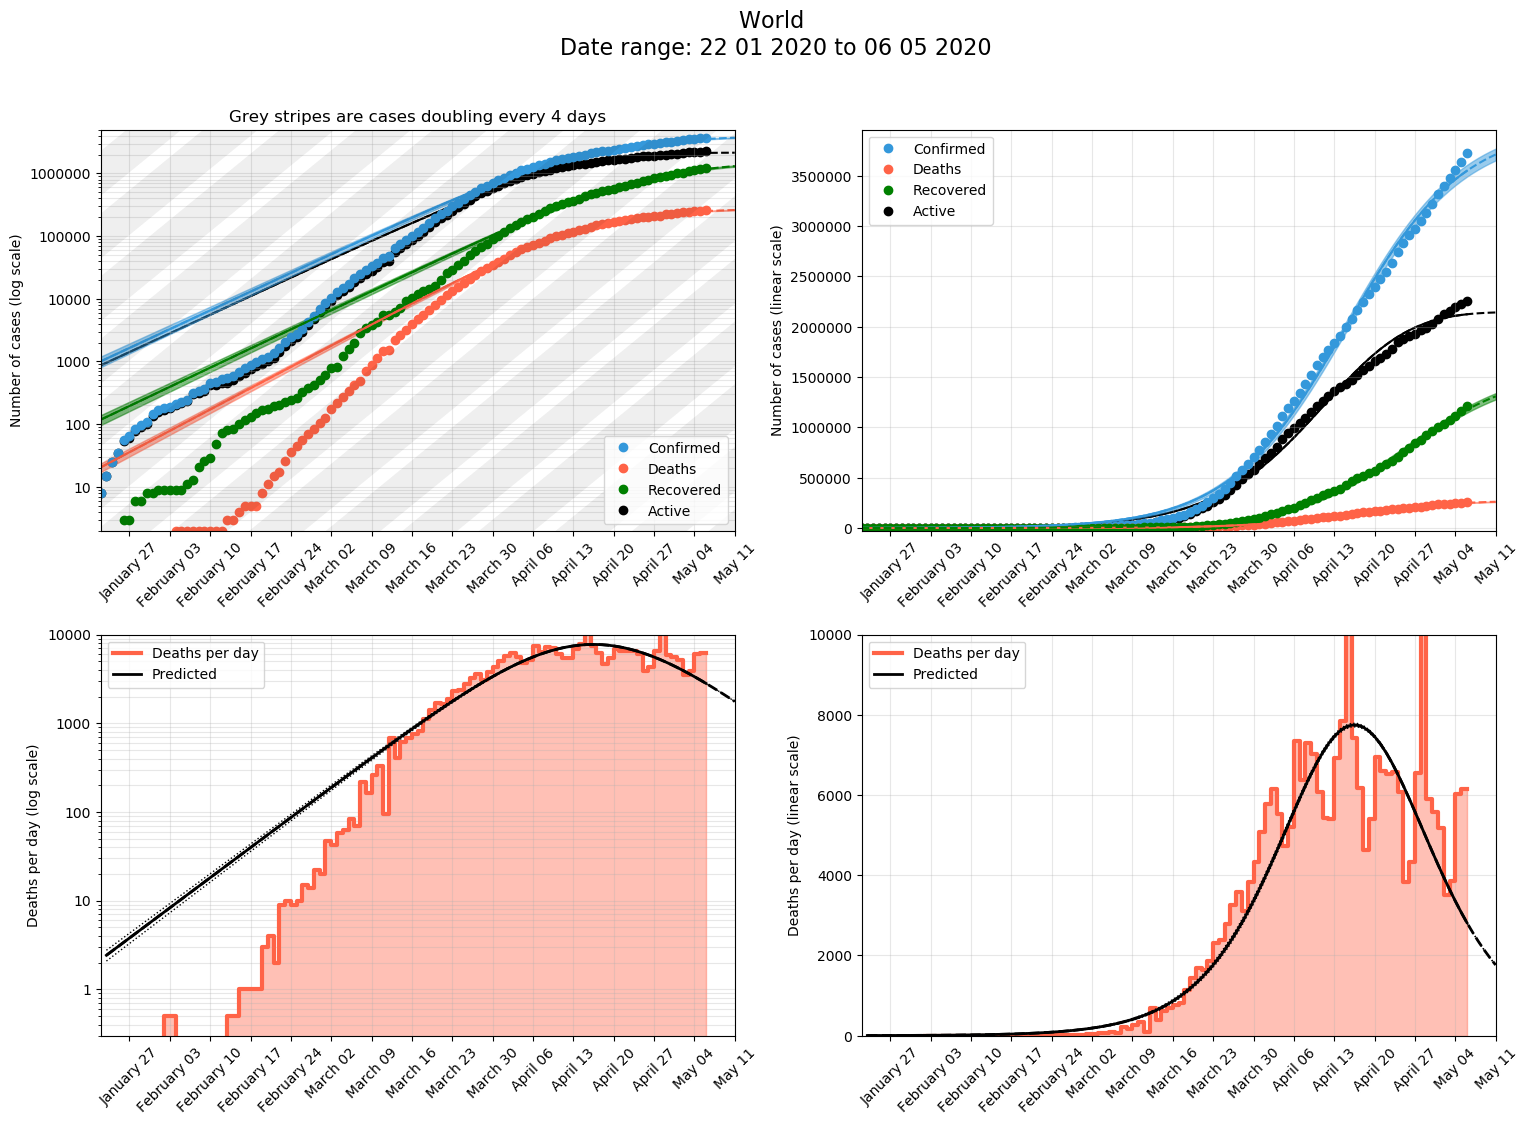 World
Date range: 22 01 2020 to 06 05 2020
Grey stripes are cases doubling every 4 days
Number of cases (log scale)
1000000
100000
10000
1000
100
10
Confirmed
Deaths
Recovered
Active
January 27
February 03
February 10
February 17
February 24
March 02
March 09
March 16
March 23
March 30
April 06
April 13
April 20
April 27
May 04
May 11
Number of cases (linear scale)
3500000
3000000
2500000
2000000
1500000
1000000
500000
0
Confirmed
Deaths
Recovered
Active
January 27
February 03
February 10
February 17
February 24
March 02
March 09
March 16
March 23
March 30
April 06
April 13
April 20
April 27
May 04
May 11
Deaths per day (log scale)
10000
1000
100
10
1
Deaths per day
Predicted
January 27
February 03
February 10
February 17
February 24
March 02
March 09
March 16
March 23
March 30
April 06
April 13
April 20
April 27
May 04
May 11
Deaths per day (linear scale)
10000
8000
6000
4000
2000
0
Deaths per day
Predicted
January 27
February 03
February 10
February 17
February 24
March 02
March 09
March 16
March 23
March 30
April 06
April 13
April 20
April 27
May 04
May 11